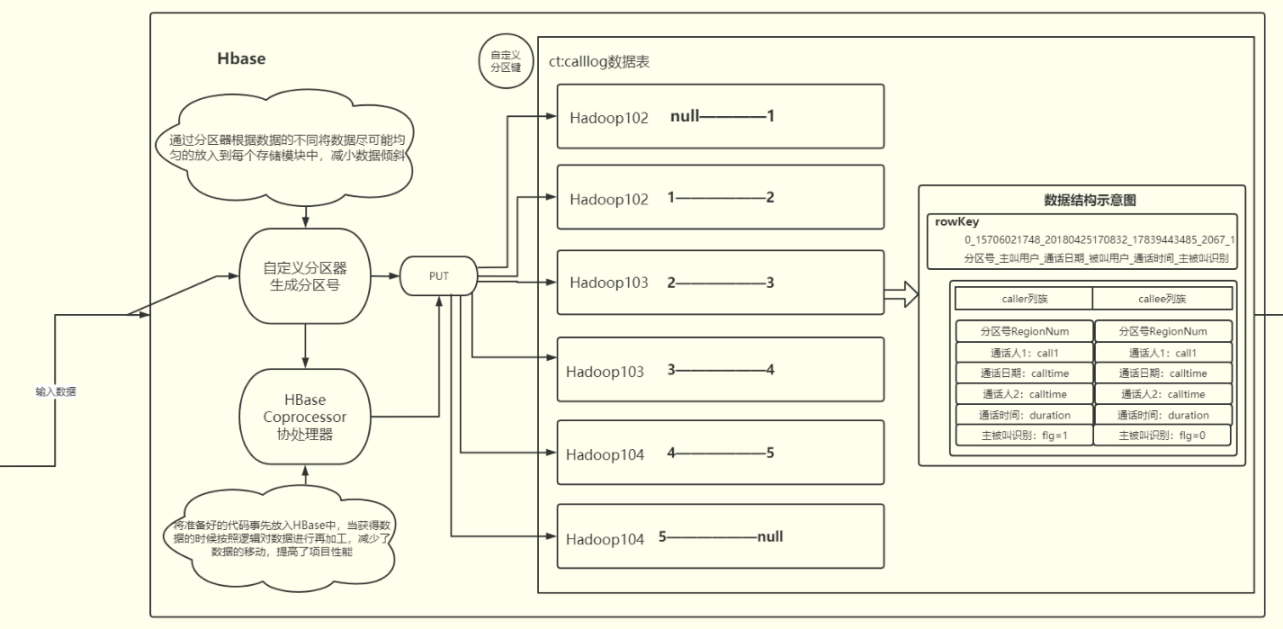 Hbase
通过分区器根据数据的不同将数据尽可能均
匀的放入到每个存储模块中，减小数据倾斜
自定义分区器
生成分区号
PUT
HBase
Coprocessor
协处理器
将准备好的代码事先放入HBase中，当获得数
据的时候按照逻辑对数据进行再加工，减少了
数据的移动，提高了项目性能
输入数据
自定义
分区键
ct:calllog数据表
Hadoop102 null————1
Hadoop102 1—————2
Hadoop103 2—————3
Hadoop103 3—————4
Hadoop104 4—————5
Hadoop104 5—————null
数据结构示意图
rowKey
0_15706021748_20180425170832_17839443485_2067_1
分区号_主叫用户_通话日期_被叫用户_通话时间_主被叫识别
caller列族 callee列族
分区号RegionNum 分区号RegionNum
通话人1：call1 通话人1：call1
通话日期：calltime 通话日期：calltime
通话人2：calltime 通话人2：calltime
通话时间：duration 通话时间：duration
主被叫识别：flg=1 主被叫识别：flg=0